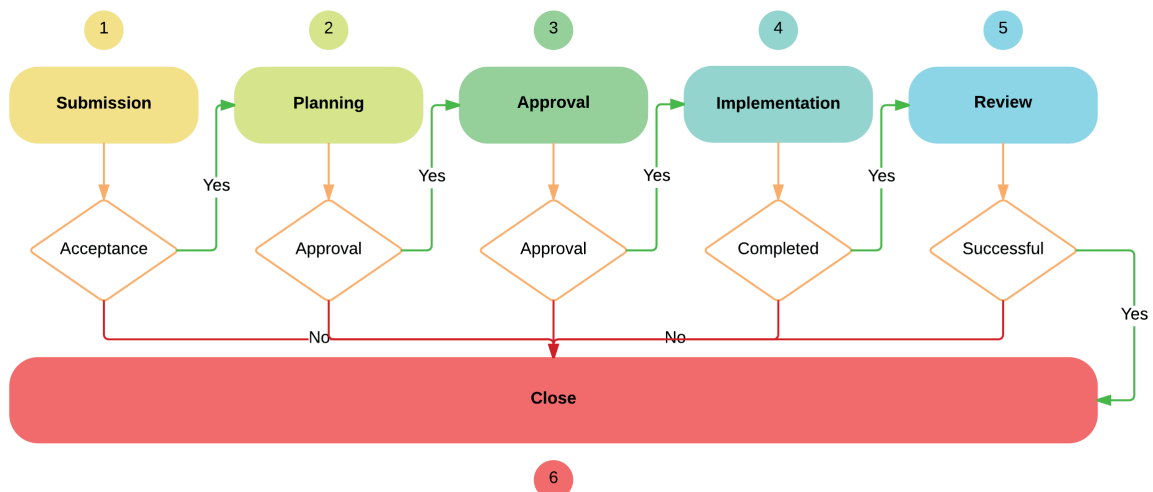 1
2
3
4
5
Submission
Planning
Approval
Implementation
Review
Yes
Yes
Yes
Yes
Acceptance
Approval
Approval
Completed
Successful
Yes
No
No
Close
6